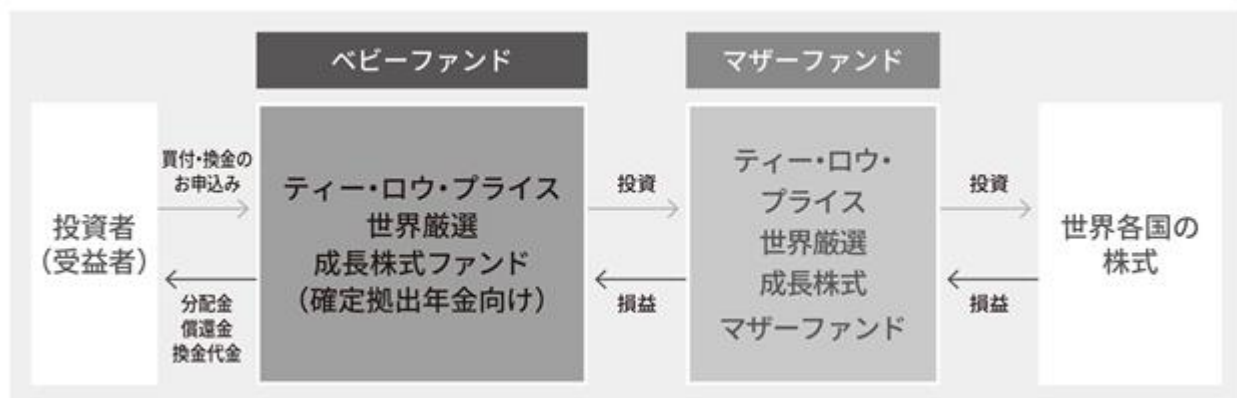 ベビーファンド
マザーファンド
投資者
（受益者）
買付・換金の
お申込み
分配金
償還金
換金代金
ティー・ロウ・プライス
世界厳選
成長株式ファンド
（確定拠出年金向け）
投資
損益
ティー・ロウ・
プライス
世界厳選
成長株式
マザーファンド
投資
損益
世界各国の
株式